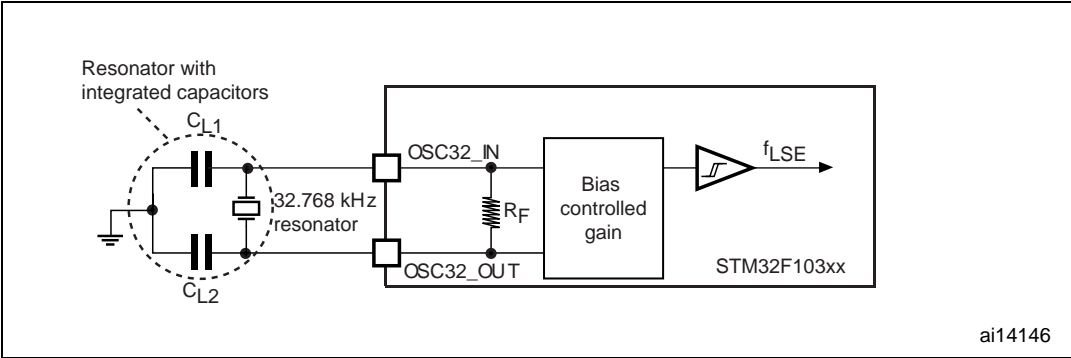 Resonator with
integrated capacitors
CL1
OSC32_IN
fLSE
32.768 kHz
resonator
RF
Bias
controlled
gain
OSC32_OUT
STM32F103xx
CL2
ai14146